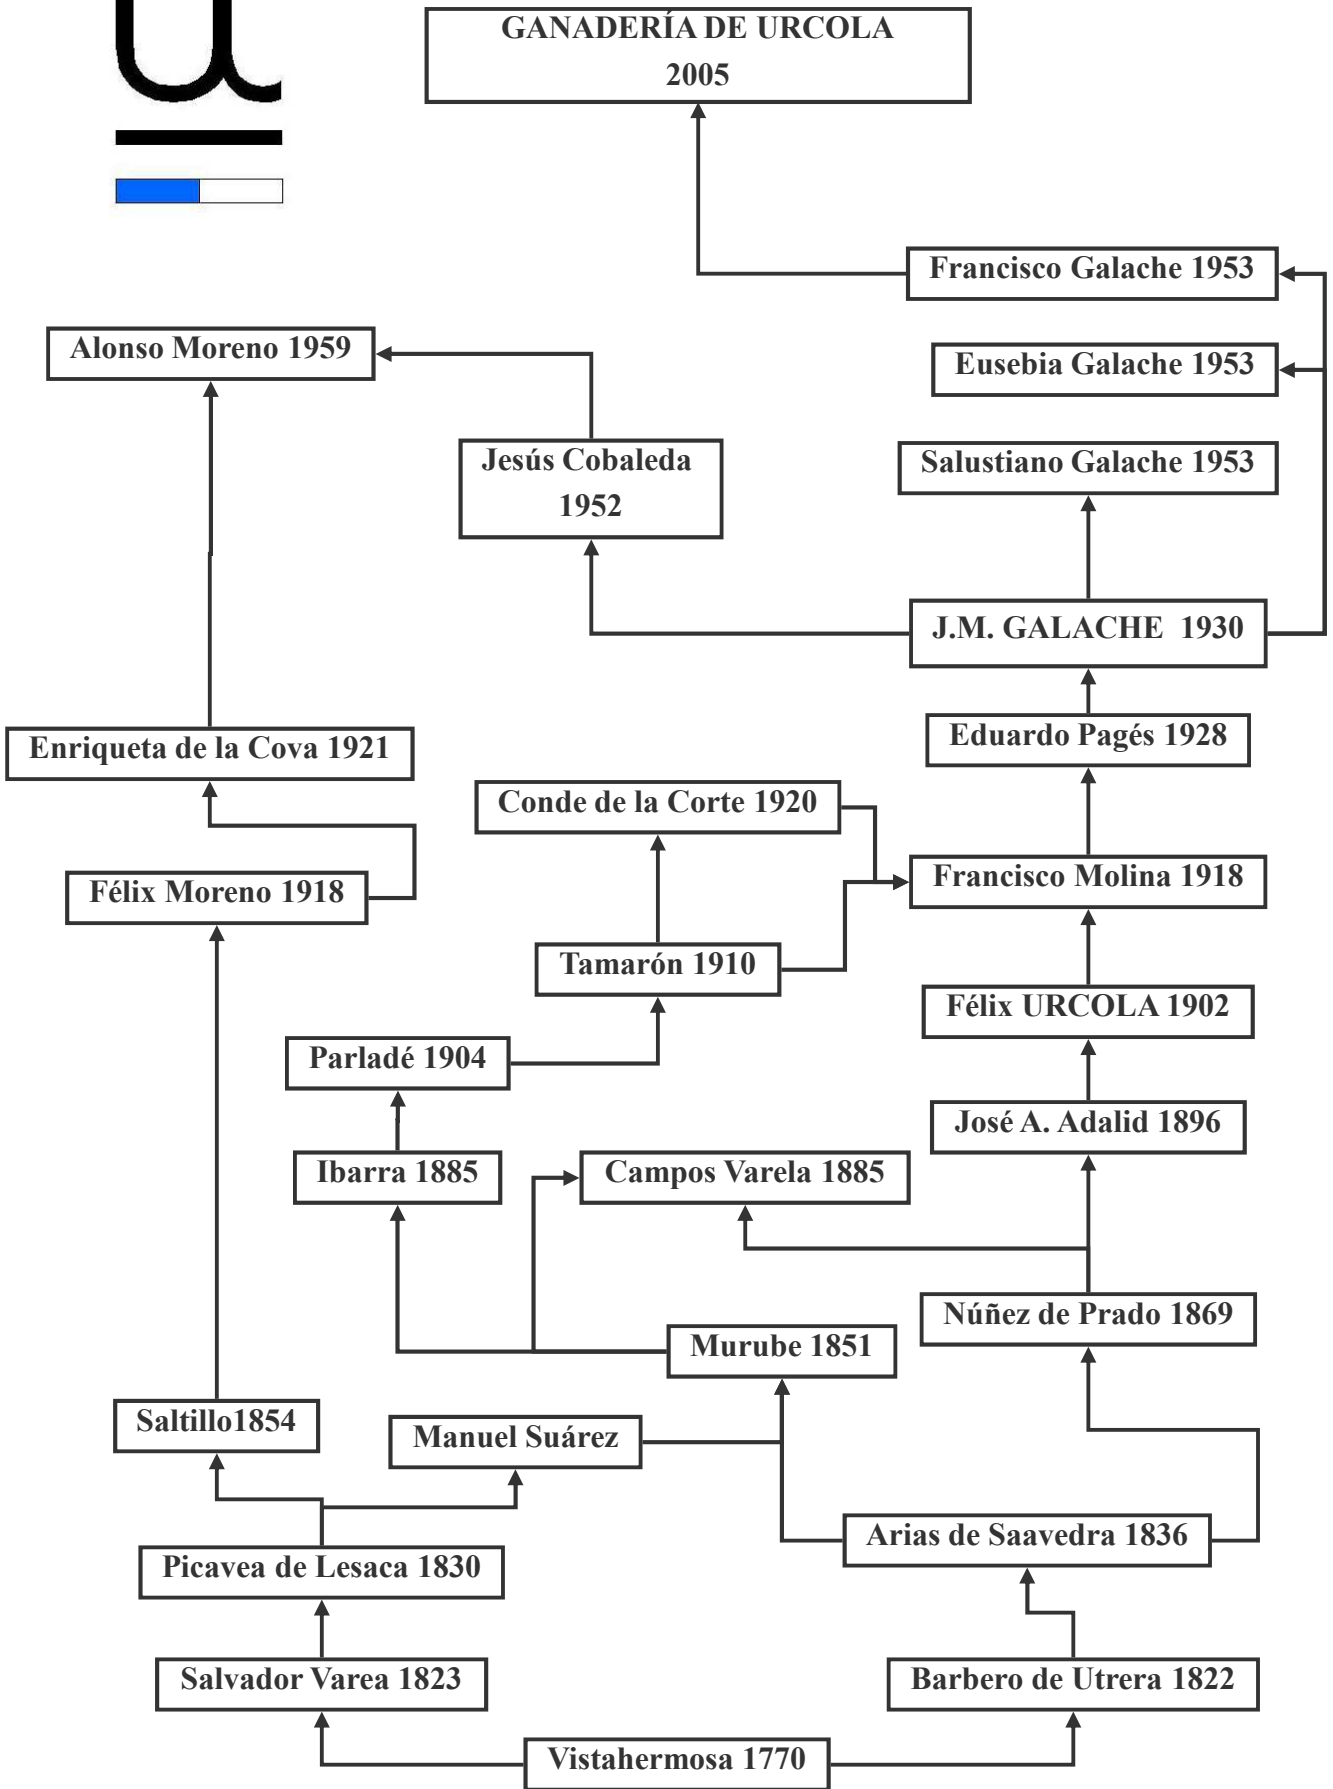 GANADERÍA DE URCOLA
2005
Francisco Galache 1953
Alonso Moreno 1959
Eusebia Galache 1953
Jesús Cobaleda
1952
Salustiano Galache 1953
J.M. GALACHE 1930
Enriqueta de la Cova 1921
Eduardo Pagés 1928
Conde de la Corte 1920
Félix Moreno 1918
Francisco Molina 1918
Tamarón 1910
Félix URCOLA 1902
Parladé 1904
José A. Adalid 1896
Ibarra 1885
Campos Varela 1885
Núñez de Prado 1869
Murube 1851
Saltillo1854
Manuel Suárez
Arias de Saavedra 1836
Picavea de Lesaca 1830
Salvador Varea 1823
Barbero de Utrera 1822
Vistahermosa 1770